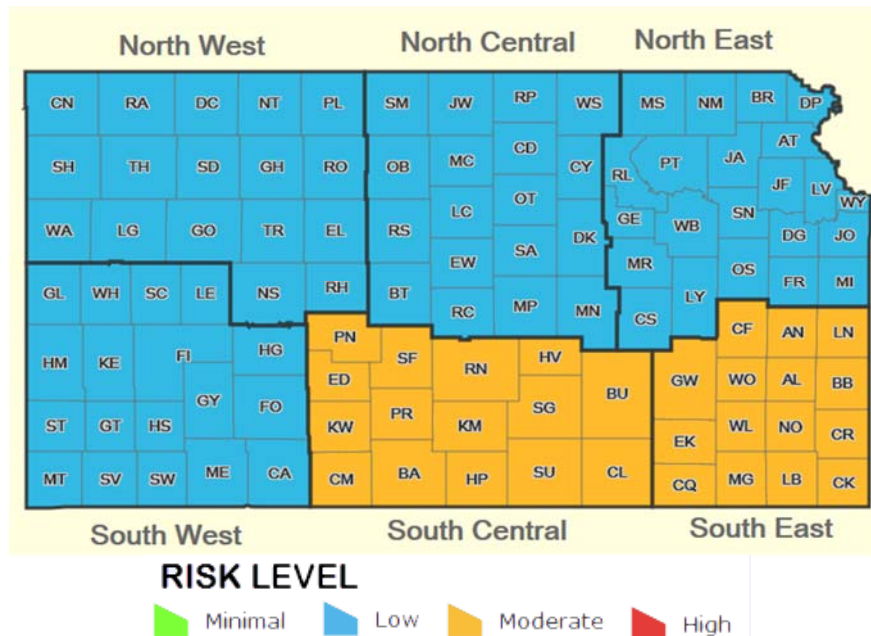 North West North Central North East
CN RA DC NT PL SM JW RP WS MS NM BR DP
SH TH SD GH RO OB MC CD CY RL PT JA AT
JF LV WY
WA LG GO TR EL RS LC OT DK GE WB SN DG JO
EW SA MR OS
GL WH SC LE NS RH BT RC MP MN CS LY FR MI
HM KE FI HG PN SF RN HV CF AN LN
ED BU GW WO AL BB
GY FO PR SG
ST GT HS KW KM EK WL NO CR
MT SV SW ME CA CM BA HP SU CL CQ MG LB CK
South West South Central South East
RISK LEVEL
Minimal Low Moderate High